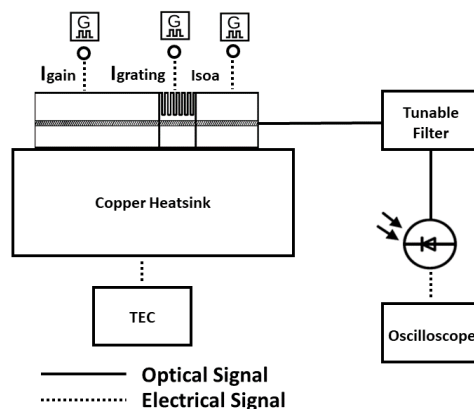 G G G
Igain Igrating Isoa
Tunable
Filter
Copper Heatsink
TEC
Oscilloscope
Optical Signal
Electrical Signal